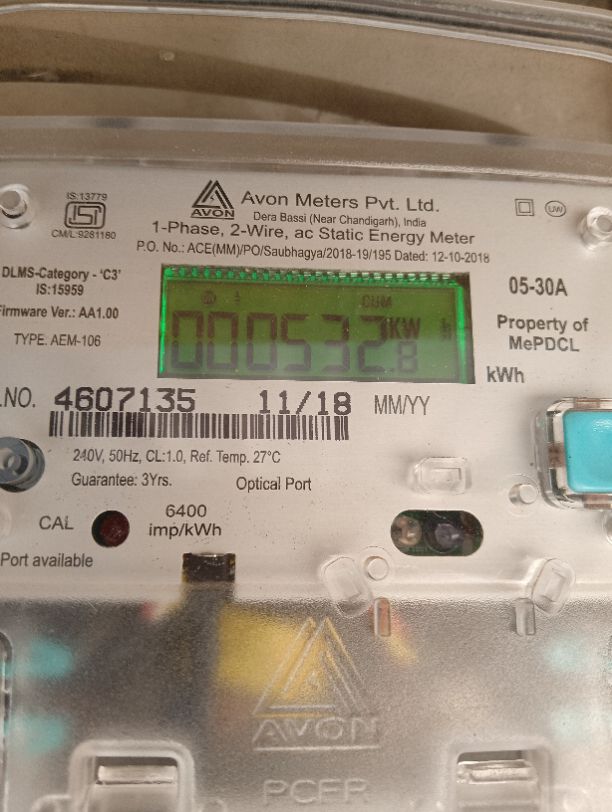 IS:13779
ISI
CM/L:9281180
AVON
Avon Meters Pvt. Ltd.
Dera Bassi (Near Chandigarh), India
UW
1-Phase, 2-Wire, ac Static Energy Meter
P.O. No.: ACE(MM)/PO/Saubhagya/2018-19/195 Dated: 12-10-2018
DLMS-Category - 'C3'
IS:15959
Firmware Ver.: AA1.00
TYPE: AEM-106
CUM
000532.8 KW h
05-30A
Property of
MePDCL
kWh
.NO. 4607135 11/18 MM/YY
240V, 50Hz, CL:1.0, Ref. Temp. 27°C
Guarantee: 3Yrs.
Optical Port
CAL
6400
imp/kWh
Port available
AVON